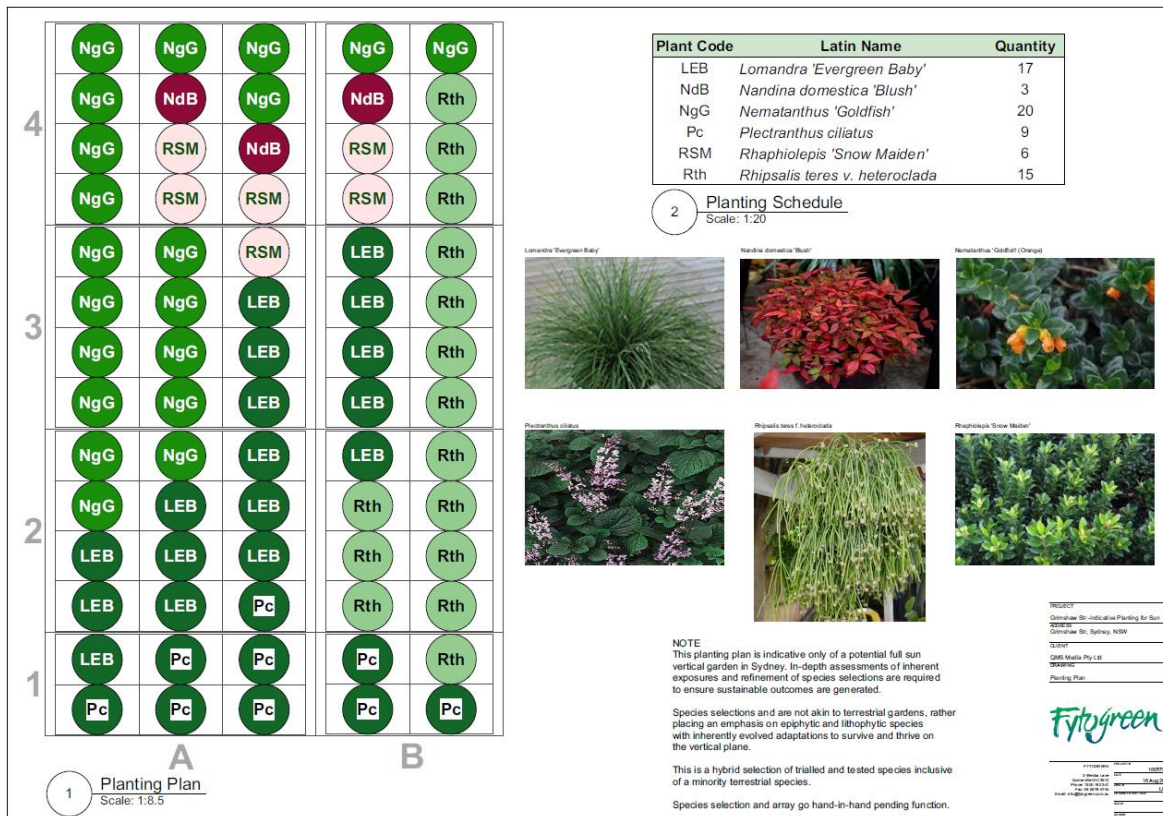 NgG NgG NgG NgG NgG
NgG NdB NgG NdB Rth
4
NgG RSM NdB RSM Rth
NgG RSM RSM RSM Rth
NgG NgG RSM LEB Rth
NgG NgG LEB LEB Rth
3
NgG NgG LEB LEB Rth
NgG NgG LEB LEB Rth
NgG NgG LEB LEB Rth
NgG LEB LEB Rth Rth
2
LEB LEB LEB Rth Rth
LEB LEB Pc Rth Rth
LEB Pc Pc Pc Rth
1
Pc Pc Pc Pc Pc
A B
1 Planting Plan
Scale: 1:8.5
Plant Code Latin Name Quantity
LEB Lomandra 'Evergreen Baby' 17
NdB Nandina domestica 'Blush' 3
NgG Nematanthus 'Goldfish' 20
Pc Plectranthus ciliatus 9
RSM Rhaphiolepis 'Snow Maiden' 6
Rth Rhipsalis teres v. heteroclada 15
2 Planting Schedule
Scale: 1:20
Lomandra 'Evergreen Baby'
Nandina domestica 'Blush'
Nematanthus 'Goldfish' (Orange)
Plectranthus ciliatus
Rhipsalis teres f. heteroclada
Rhaphiolepis 'Snow Maiden'
NOTE
This planting plan is indicative only of a potential full sun
vertical garden in Sydney. In-depth assessments of inherent
exposures and refinement of species selections are required
to ensure sustainable outcomes are generated.
Species selections and are not akin to terrestrial gardens, rather
placing an emphasis on epiphytic and lithophytic species
with inherently evolved adaptations to survive and thrive on
the vertical plane.
This is a hybrid selection of trialled and tested species inclusive
of a minority terrestrial species.
Species selection and array go hand-in-hand pending function.
PROJECT
Grimshaw Str -Indicative Planting for Sun
ADDRESS
Grimshaw Str, Sydney, NSW
CLIENT
QMS Media Pty Ltd
DRAWING
Planting Plan
Fytogreen
FYTOGREEN